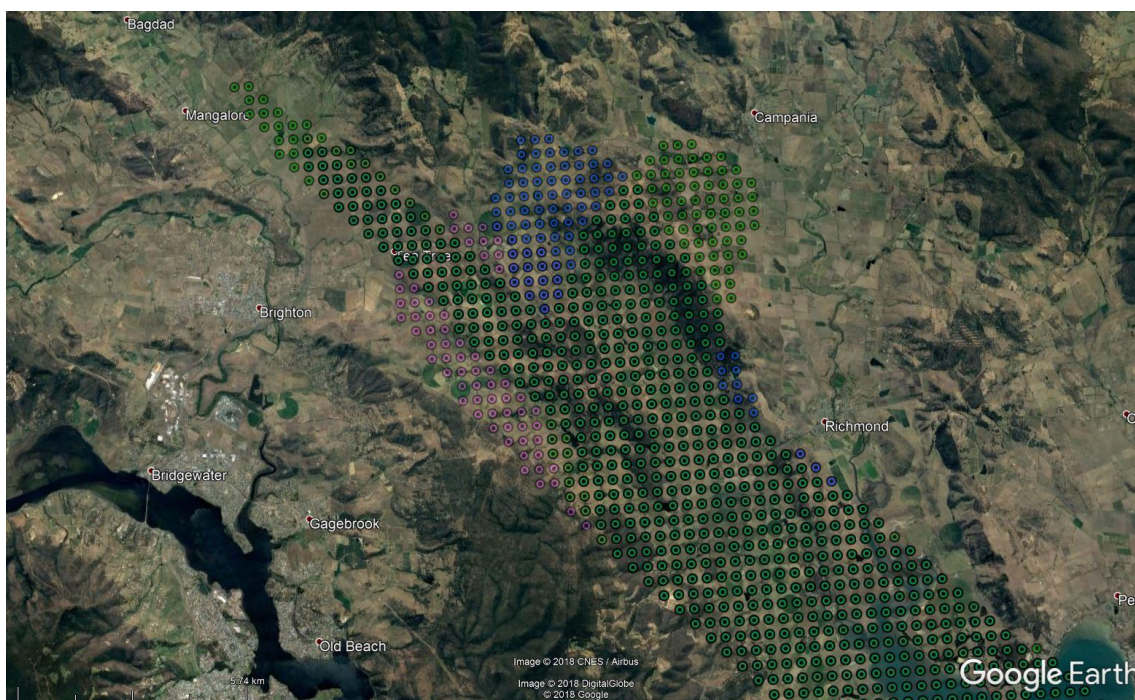 Bagdad
Mangalore
Campania
Brighton
Richmond
Bridgewater
Gagebrook
Old Beach
Pe
5.74 km
Image © 2018 CNES / Airbus
Image © 2018 DigitalGlobe
© 2018 Google
Google Earth